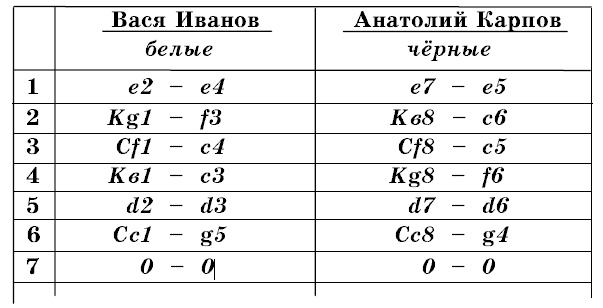 Вася Иванов Анатолий Карпов
белые чёрные
1 e2 – e4 e7 – e5
2 Kg1 – f3 Kв8 – c6
3 Cf1 – c4 Cf8 – c5
4 Kв1 – c3 Kg8 – f6
5 d2 – d3 d7 – d6
6 Cc1 – g5 Cc8 – g4
7 0 – 0 0 – 0